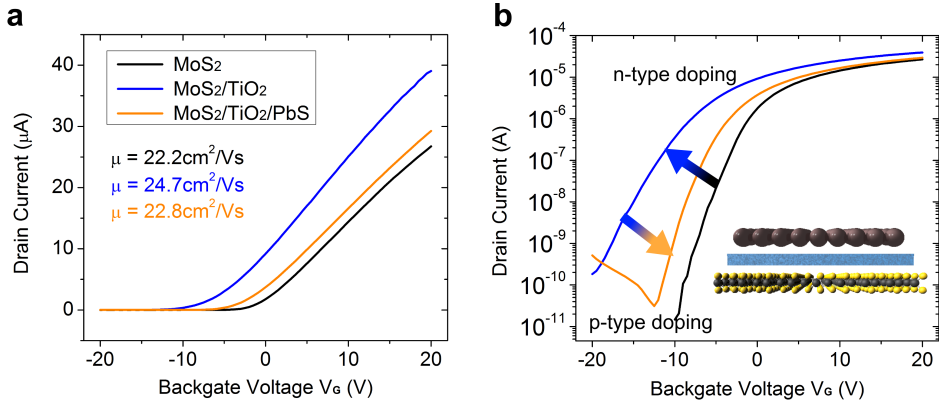 a
Drain Current (μA)
40
30
20
10
0
MoS₂
MoS₂/TiO₂
MoS₂/TiO₂/PbS
μ = 22.2cm²/Vs
μ = 24.7cm²/Vs
μ = 22.8cm²/Vs
-20 -10 0 10 20
Backgate Voltage V_G (V)
b
Drain Current (A)
10⁻⁴
10⁻⁵
10⁻⁶
10⁻⁷
10⁻⁸
10⁻⁹
10⁻¹⁰
10⁻¹¹
n-type doping
p-type doping
-20 -10 0 10 20
Backgate Voltage V_G (V)